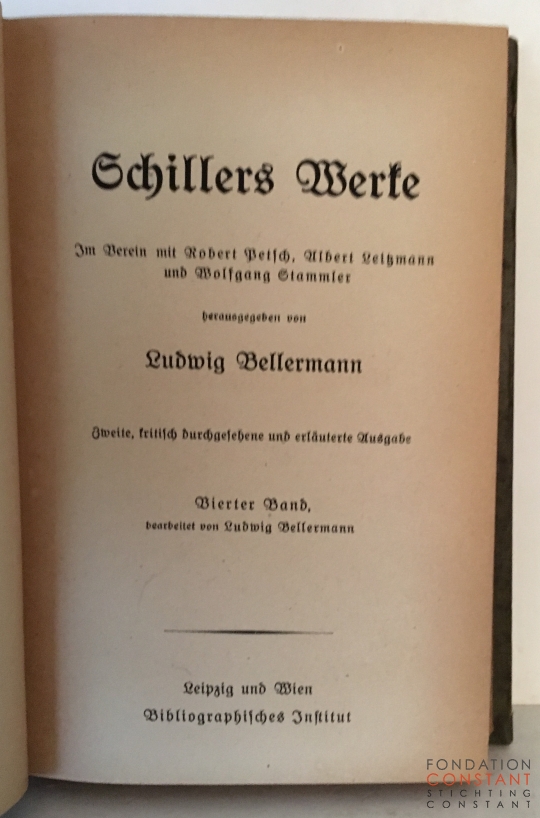 Schillers Werke
Im Verein mit Robert Petsch, Albert Leitzmann
und Wolfgang Stammler
herausgegeben von
Ludwig Bellermann
Zweite, kritisch durchgesehene und erläuterte Ausgabe
Vierter Band,
bearbeitet von Ludwig Bellermann
Leipzig und Wien
Bibliographisches Institut
FONDATION
CONSTANT
STICHTING
CONSTANT